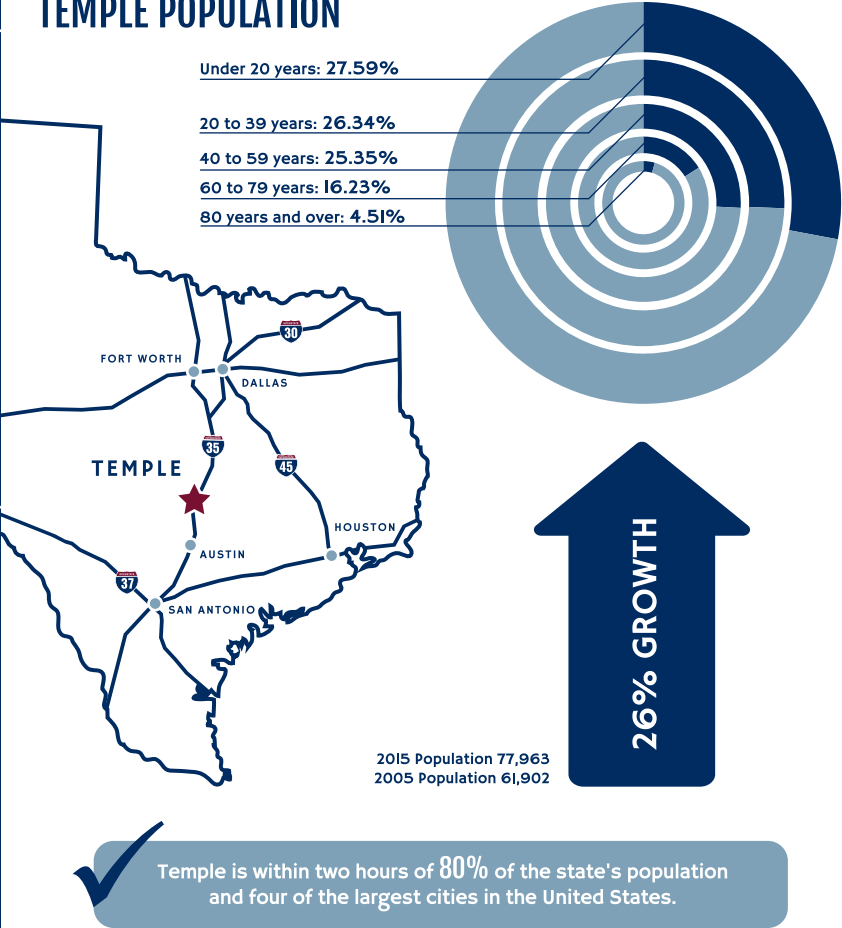 TEMPLE POPULATION
Under 20 years: 27.59%
20 to 39 years: 26.34%
40 to 59 years: 25.35%
60 to 79 years: 16.23%
80 years and over: 4.51%
30
FORT WORTH
DALLAS
35
TEMPLE
45
HOUSTON
AUSTIN
37
SAN ANTONIO
26% GROWTH
2015 Population 77,963
2005 Population 61,902
Temple is within two hours of 80% of the state's population
and four of the largest cities in the United States.